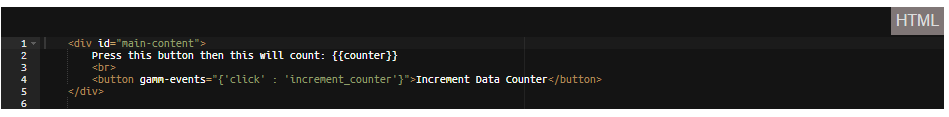 HTML
1 <div id="main-content">
2 Press this button then this will count: {{counter}}
3 <br>
4 <button gamm-events="{'click' : 'increment_counter'}">Increment Data Counter</button>
5 </div>
6